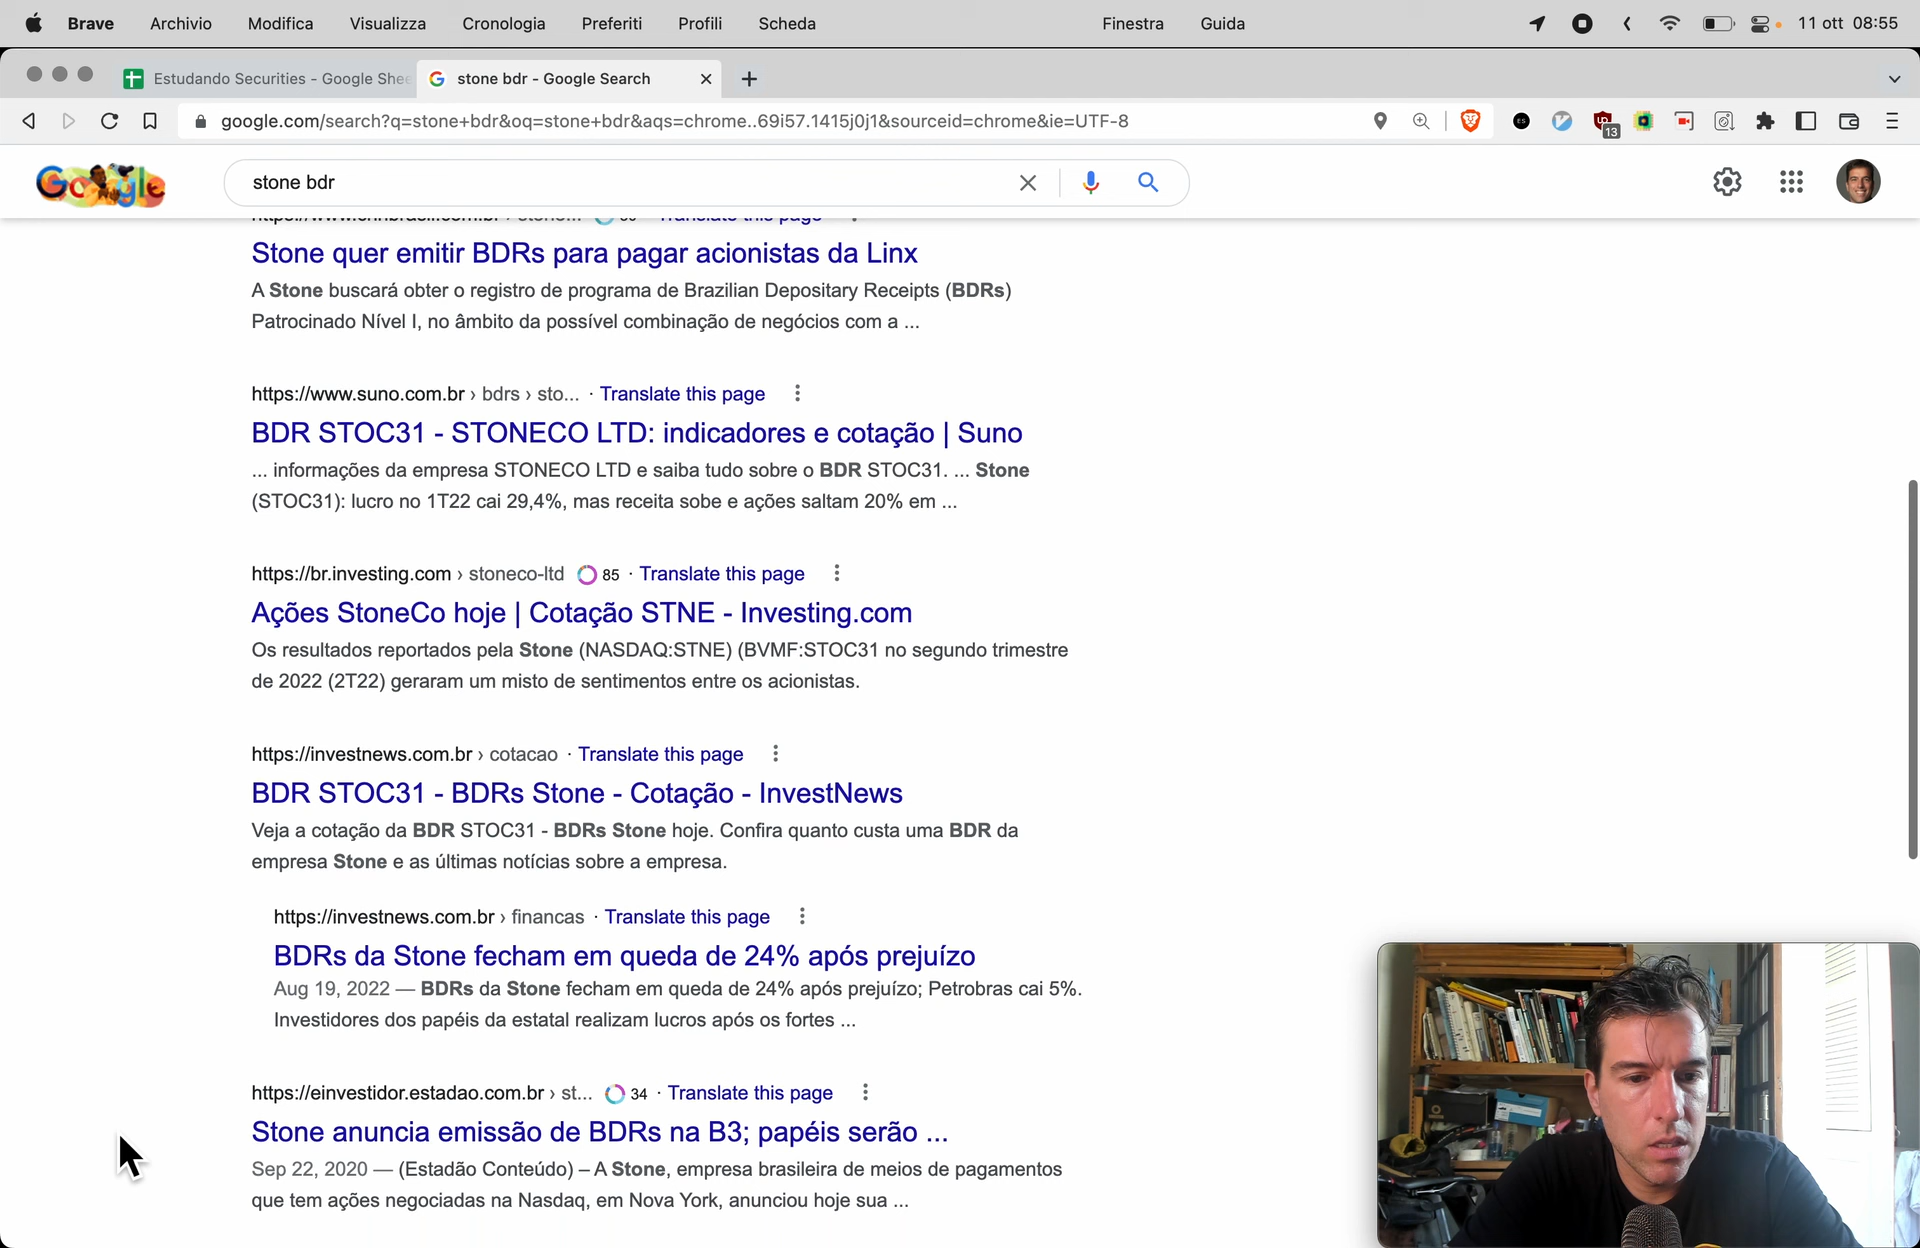 Brave Archivio Modifica Visualizza Cronologia Preferiti Profili Scheda Finestra Guida 11 ott 08:55
Estudando Securities - Google Shee
stone bdr - Google Search
google.com/search?q=stone+bdr&oq=stone+bdr&aqs=chrome..69i57.1415j0j1&sourceid=chrome&ie=UTF-8
13
Google
stone bdr
Translate this page
Stone quer emitir BDRs para pagar acionistas da Linx
A Stone buscará obter o registro de programa de Brazilian Depositary Receipts (BDRs)
Patrocinado Nível I, no âmbito da possível combinação de negócios com a ...
https://www.suno.com.br › bdrs › sto... · Translate this page
BDR STOC31 - STONECO LTD: indicadores e cotação | Suno
... informações da empresa STONECO LTD e saiba tudo sobre o BDR STOC31. ... Stone
(STOC31): lucro no 1T22 cai 29,4%, mas receita sobe e ações saltam 20% em ...
https://br.investing.com › stoneco-ltd 85 · Translate this page
Ações StoneCo hoje | Cotação STNE - Investing.com
Os resultados reportados pela Stone (NASDAQ:STNE) (BVMF:STOC31 no segundo trimestre
de 2022 (2T22) geraram um misto de sentimentos entre os acionistas.
https://investnews.com.br › cotacao · Translate this page
BDR STOC31 - BDRs Stone - Cotação - InvestNews
Veja a cotação da BDR STOC31 - BDRs Stone hoje. Confira quanto custa uma BDR da
empresa Stone e as últimas notícias sobre a empresa.
https://investnews.com.br › financas · Translate this page
BDRs da Stone fecham em queda de 24% após prejuízo
Aug 19, 2022 — BDRs da Stone fecham em queda de 24% após prejuízo; Petrobras cai 5%.
Investidores dos papéis da estatal realizam lucros após os fortes ...
https://einvestidor.estadao.com.br › st... 34 · Translate this page
Stone anuncia emissão de BDRs na B3; papéis serão ...
Sep 22, 2020 — (Estadão Conteúdo) – A Stone, empresa brasileira de meios de pagamentos
que tem ações negociadas na Nasdaq, em Nova York, anunciou hoje sua ...